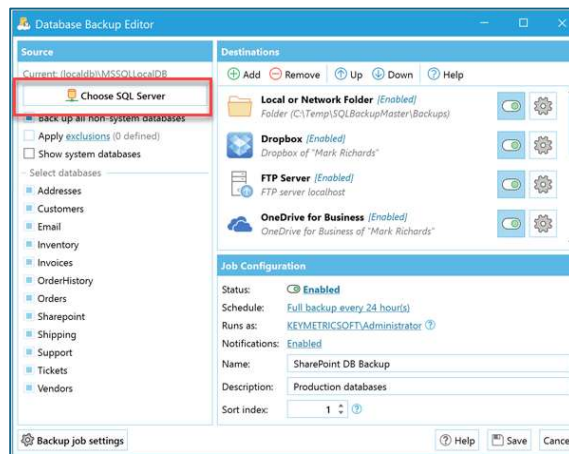 Database Backup Editor
Source
Current: (localdb)\MSSQLLocalDB
Choose SQL Server
Back up all non-system databases
Apply exclusions (0 defined)
Show system databases
Select databases
Addresses
Customers
Email
Inventory
Invoices
OrderHistory
Orders
Sharepoint
Shipping
Support
Tickets
Vendors
Destinations
Add Remove Up Down Help
Local or Network Folder [Enabled]
Folder (C:\Temp\SQLBackupMaster\Backups)
Dropbox [Enabled]
Dropbox of "Mark Richards"
FTP Server [Enabled]
FTP server localhost
OneDrive for Business [Enabled]
OneDrive for Business of "Mark Richards"
Job Configuration
Status: Enabled
Schedule: Full backup every 24 hour(s)
Runs as: KEYMETRICSOFT\Administrator
Notifications: Enabled
Name: SharePoint DB Backup
Description: Production databases
Sort index: 1
Backup job settings
Help Save Cance